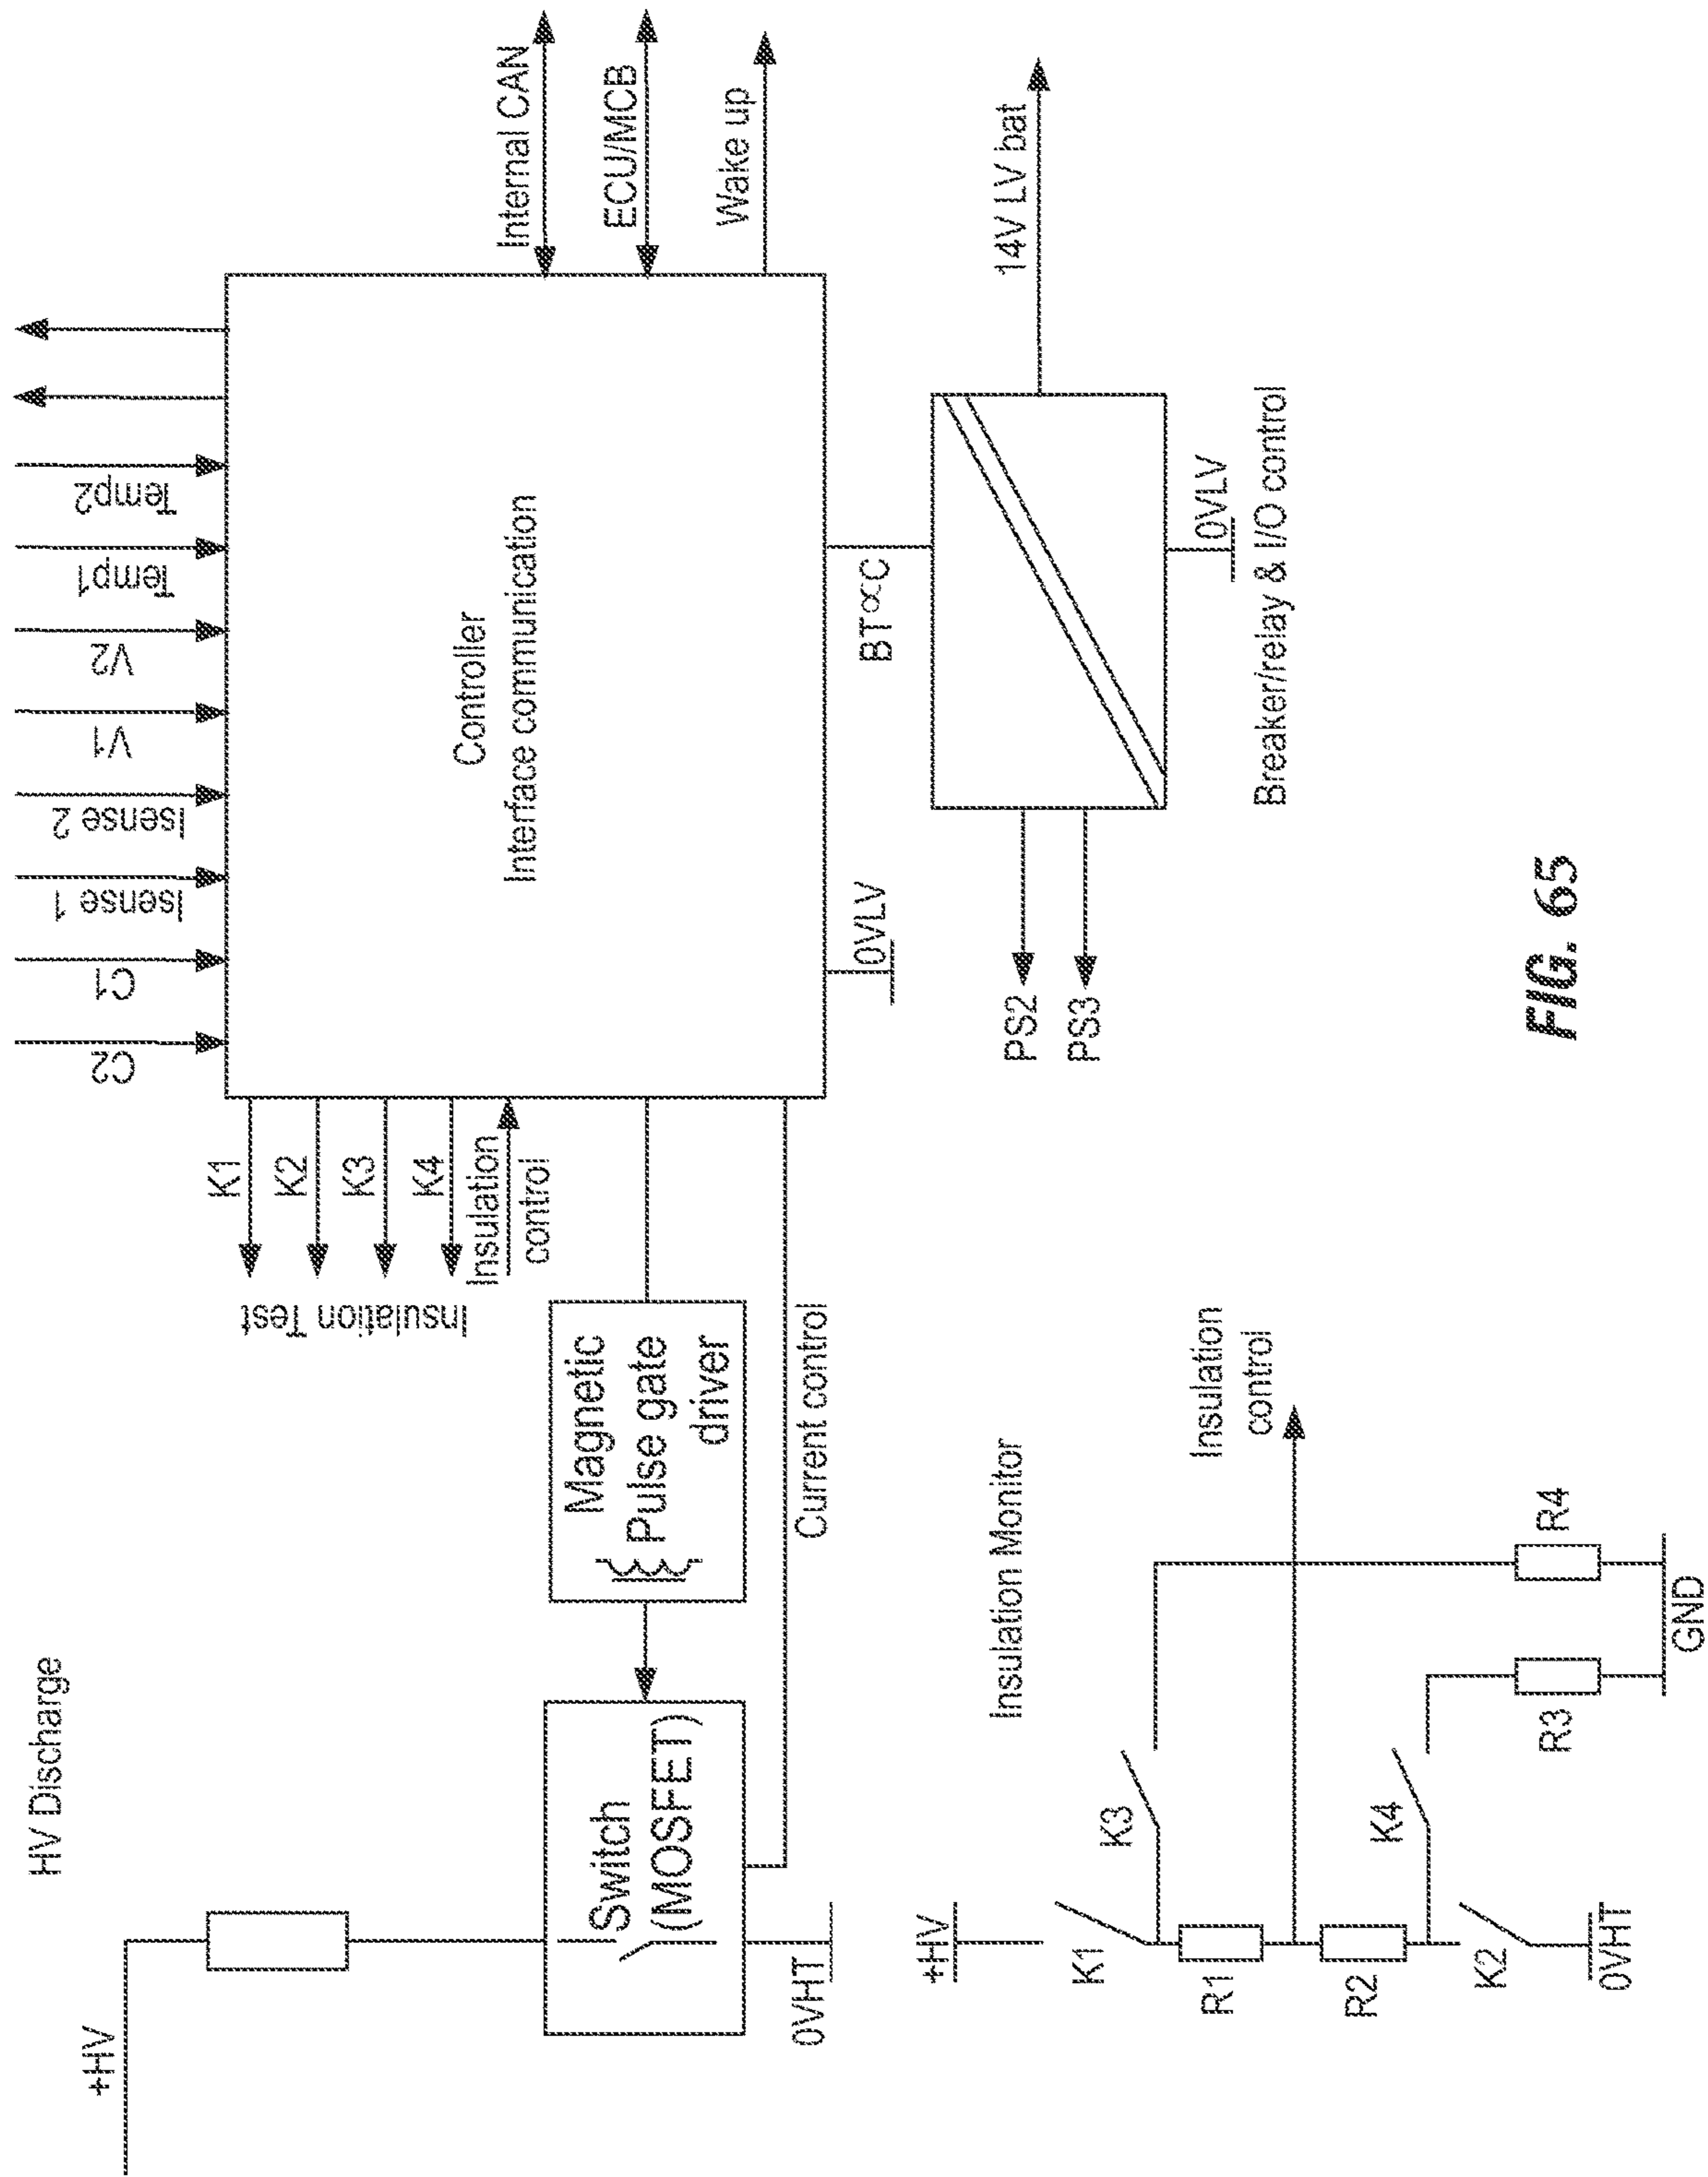 HV Discharge
+HV
Switch
(MOSFET)
0VHT
Magnetic
Pulse gate
driver
Current control
Insulation Test
K1
K2
K3
K4
Insulation
control
C2
C1
Isense 1
Isense 2
V1
V2
Temp1
Temp2
Controller
Interface communication
Internal CAN
ECU/MCB
Wake up
0VLV
BT∝C
14V LV bat
PS2
PS3
0VLV
Breaker/relay & I/O control
Insulation Monitor
+HV
K1
K3
R1
Insulation
control
R2
K4
K2
0VHT
R3
R4
GND
FIG. 65